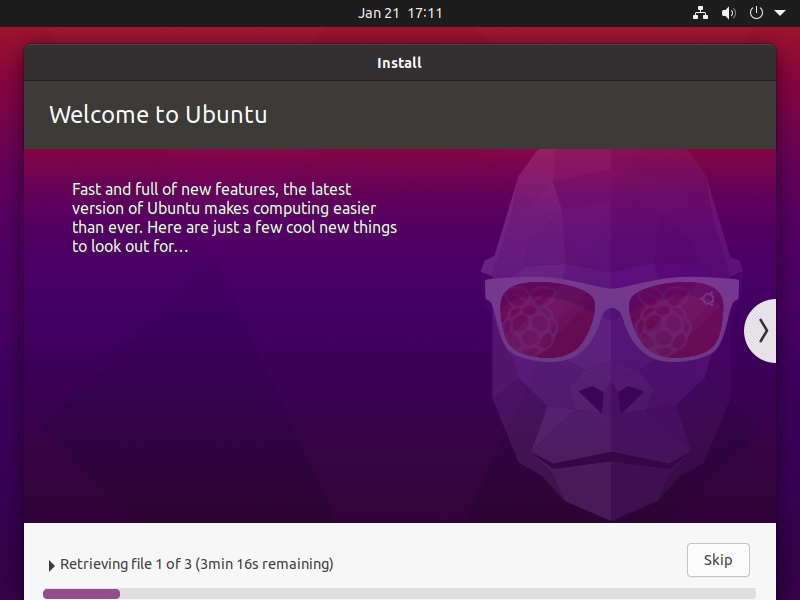 Jan 21 17:11
Install
Welcome to Ubuntu
Fast and full of new features, the latest
version of Ubuntu makes computing easier
than ever. Here are just a few cool new things
to look out for…
Retrieving file 1 of 3 (3min 16s remaining)
Skip